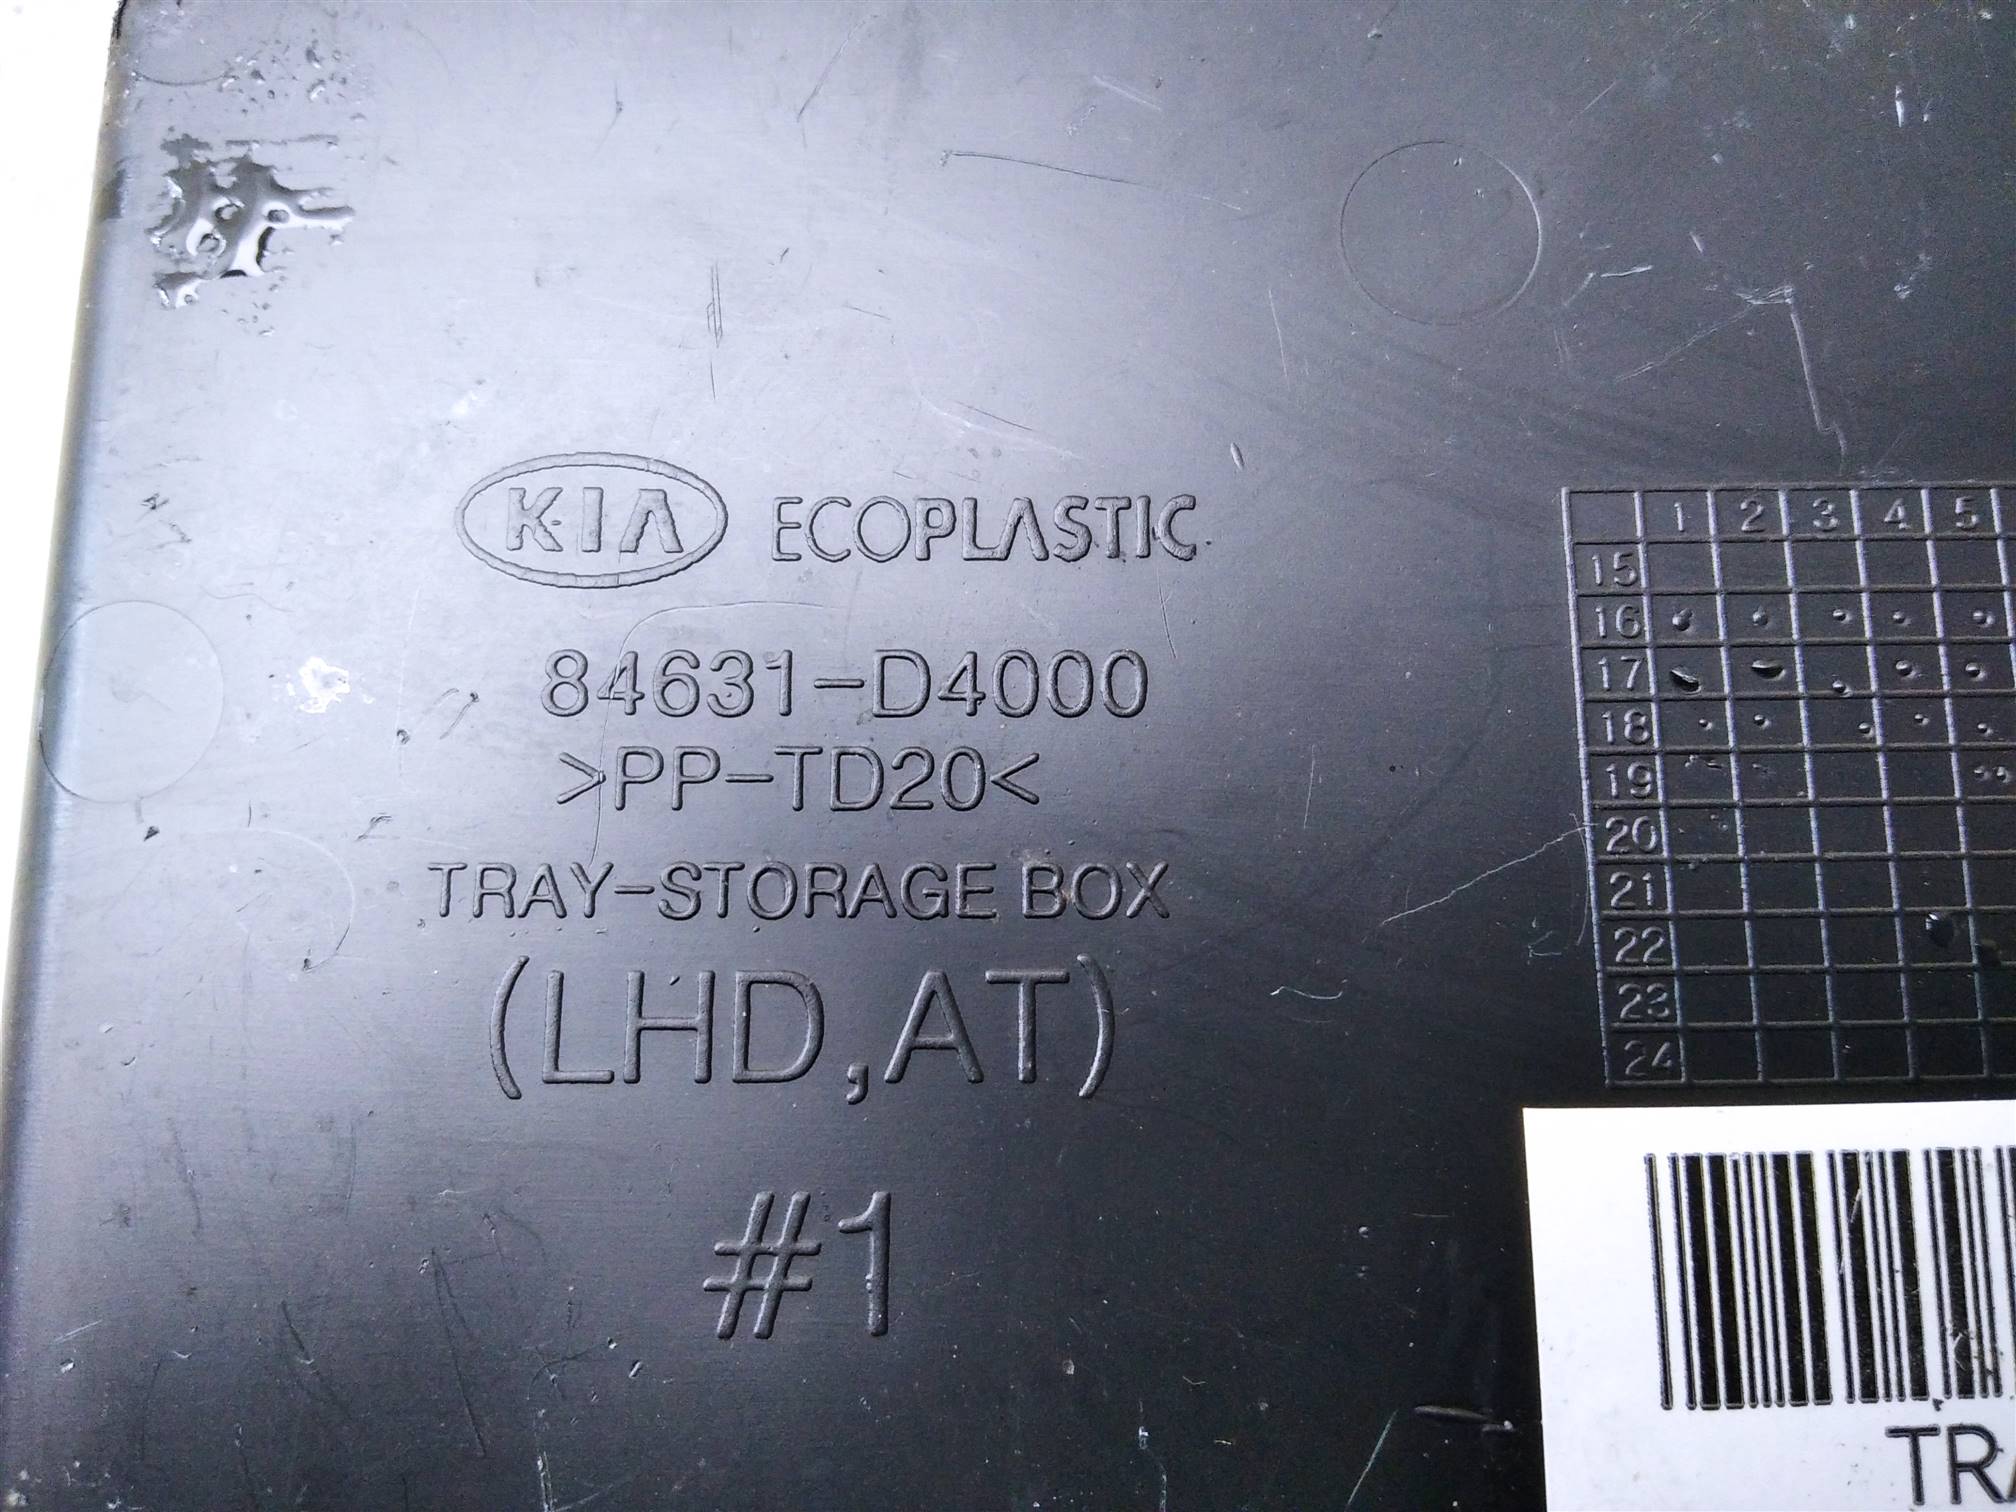 KIA ECOPLASTIC
84631-D4000
>PP-TD20<
TRAY-STORAGE BOX
(LHD,AT)
#1
1 2 3 4 5
15
16
17
18
19
20
21
22
23
24